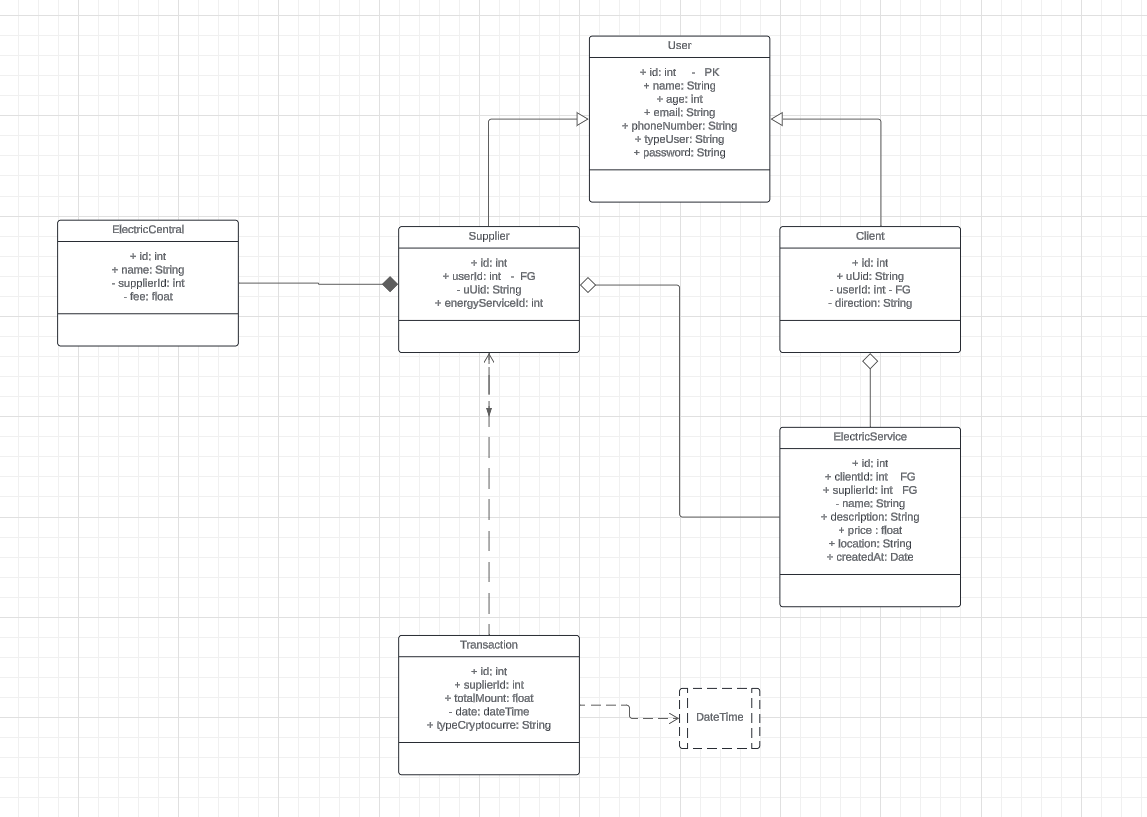 User
+ id: int - PK
+ name: String
+ age: int
+ email: String
+ phoneNumber: String
+ typeUser: String
+ password: String
ElectricCentral
+ id: int
+ name: String
- supplierId: int
- fee: float
Supplier
+ id: int
+ userId: int - FG
- uUid: String
+ energyServiceId: int
Client
+ id: int
+ uUid: String
- userId: int - FG
- direction: String
ElectricService
+ id: int
+ clientId: int FG
+ suplierId: int FG
- name: String
+ description: String
+ price : float
+ location: String
+ createdAt: Date
Transaction
+ id: int
+ suplierId: int
+ totalMount: float
- date: dateTime
+ typeCryptocurre: String
DateTime